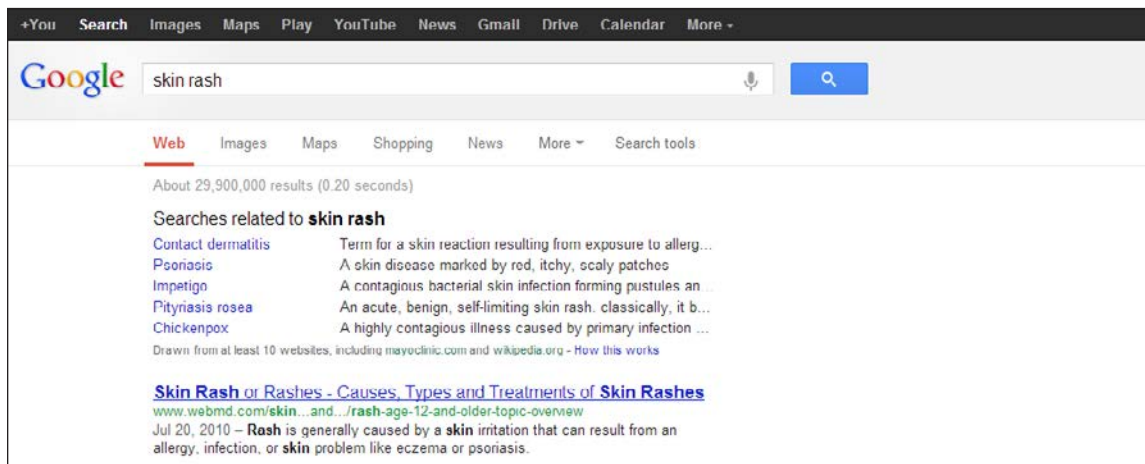 +You Search Images Maps Play YouTube News Gmail Drive Calendar More
Google skin rash
Web Images Maps Shopping News More Search tools
About 29,900,000 results (0.20 seconds)
Searches related to skin rash
Contact dermatitis Term for a skin reaction resulting from exposure to allerg...
Psoriasis A skin disease marked by red, itchy, scaly patches
Impetigo A contagious bacterial skin infection forming pustules an...
Pityriasis rosea An acute, benign, self-limiting skin rash. classically, it b...
Chickenpox A highly contagious illness caused by primary infection ...
Drawn from at least 10 websites, including mayoclinic.com and wikipedia.org - How this works
Skin Rash or Rashes - Causes, Types and Treatments of Skin Rashes
www.webmd.com/skin...and.../rash-age-12-and-older-topic-overview
Jul 20, 2010 – Rash is generally caused by a skin irritation that can result from an
allergy, infection, or skin problem like eczema or psoriasis.